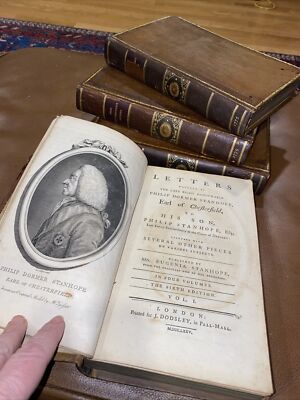 PHILIP DORMER STANHOPE
EARL OF CHESTERFIELD
LETTERS
WRITTEN BY
THE LATE RIGHT HONOURABLE
PHILIP DORMER STANHOPE,
Earl of Chesterfield,
TO
HIS SON,
PHILIP STANHOPE, Esq;
TOGETHER WITH
SEVERAL OTHER PIECES
ON VARIOUS SUBJECTS.
PUBLISHED BY
MRS. EUGENIA STANHOPE,
IN FOUR VOLUMES.
THE SIXTH EDITION.
VOL. I.
LONDON:
Printed for J. DODSLEY, in PALL-MALL.
MDCCLXXV.